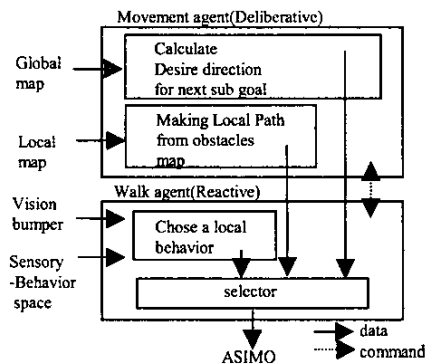 Movement agent(Deliberative)
Global
map
Calculate
Desire direction
for next sub goal
Local
map
Making Local Path
from obstacles
map
Walk agent(Reactive)
Vision
bumper
Chose a local
behavior
Sensory
-Behavior
space
selector
data
command
ASIMO